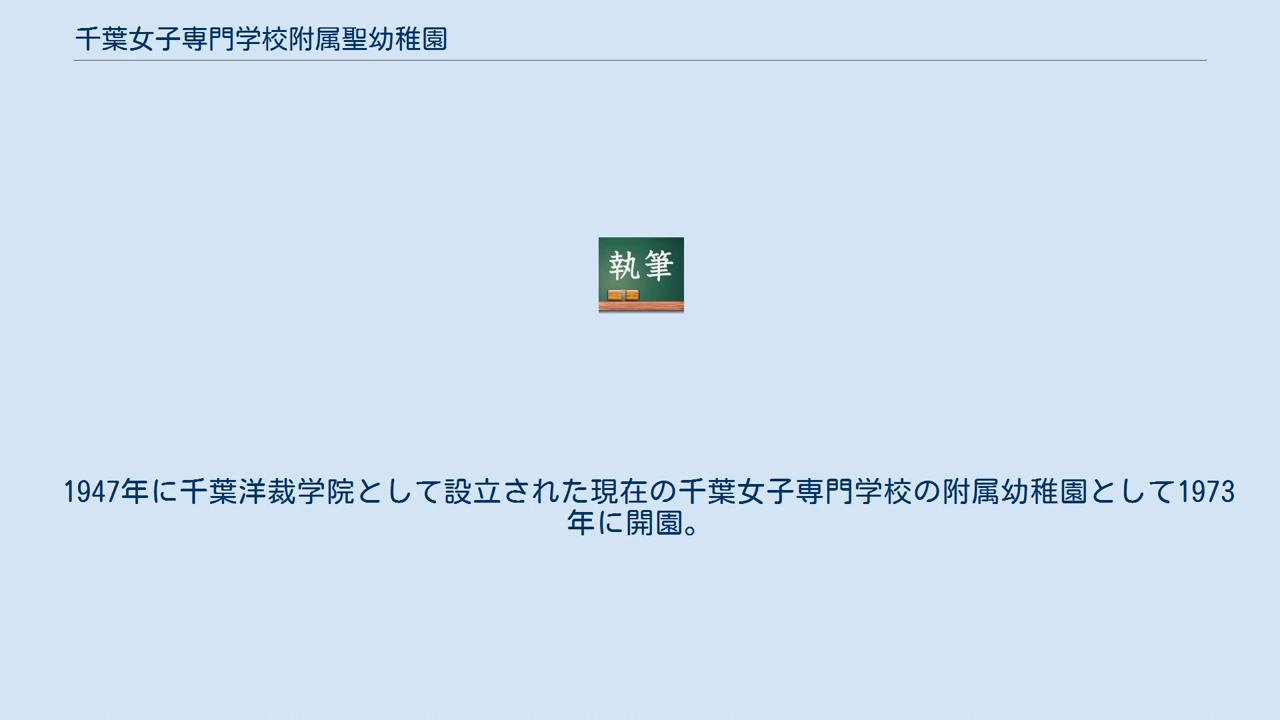 千葉女子専門学校附属聖幼稚園
執筆
1947年に千葉洋裁学院として設立された現在の千葉女子専門学校の附属幼稚園として1973
年に開園。